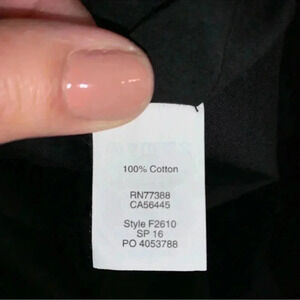 100% Cotton
RN77388
CA56445
Style F2610
SP 16
PO 4053788